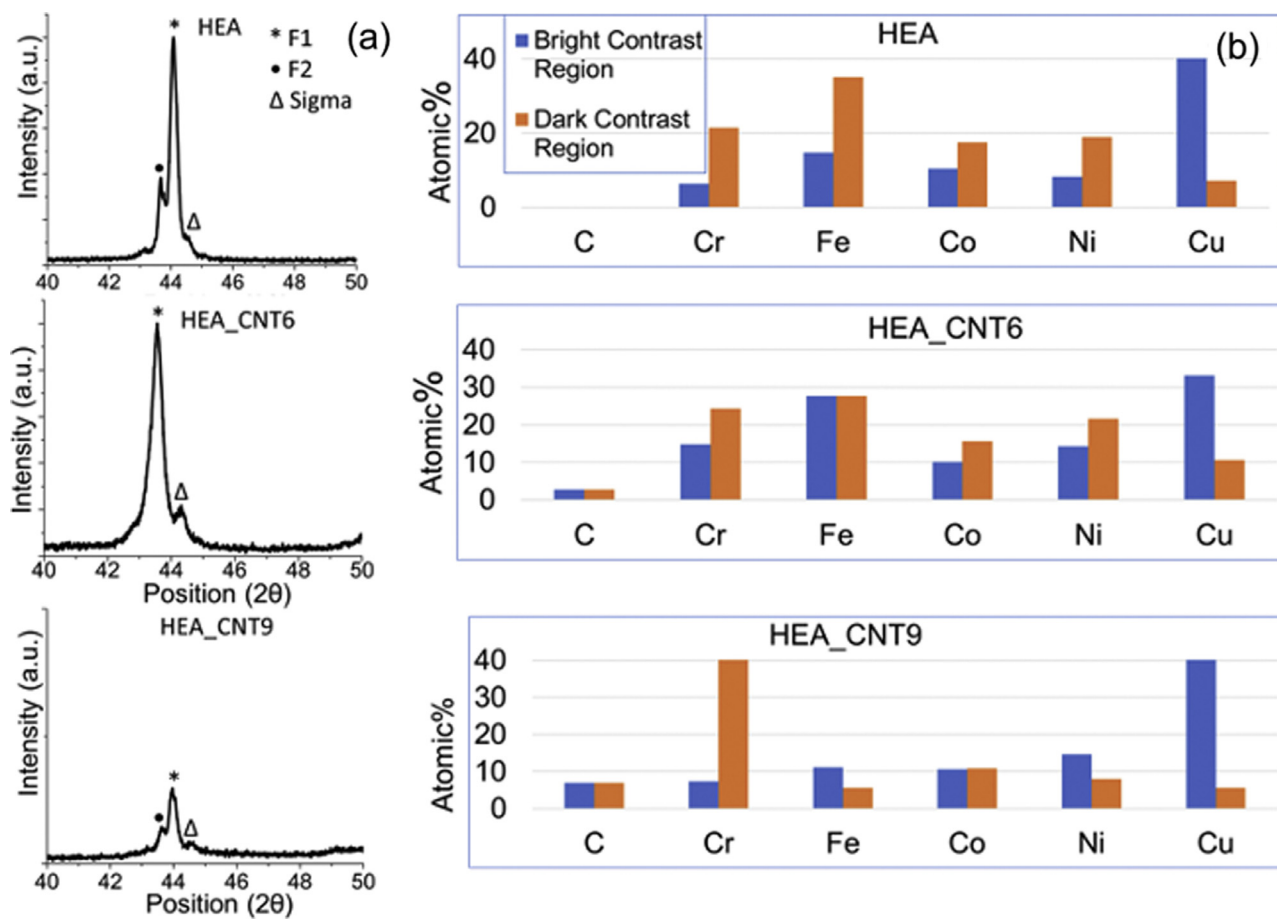 (a)
HEA
* F1
● F2
Δ Sigma
*
●
Δ
Intensity (a.u.)
40 42 44 46 48 50
HEA_CNT6
*
Δ
Intensity (a.u.)
40 42 44 46 48 50
Position (2θ)
HEA_CNT9
*
●
Δ
Intensity (a.u.)
40 42 44 46 48 50
Position (2θ)
(b)
HEA
Bright Contrast
Region
Dark Contrast
Region
Atomic%
40
20
0
C Cr Fe Co Ni Cu
HEA_CNT6
Atomic%
40
30
20
10
0
C Cr Fe Co Ni Cu
HEA_CNT9
Atomic%
40
30
20
10
0
C Cr Fe Co Ni Cu